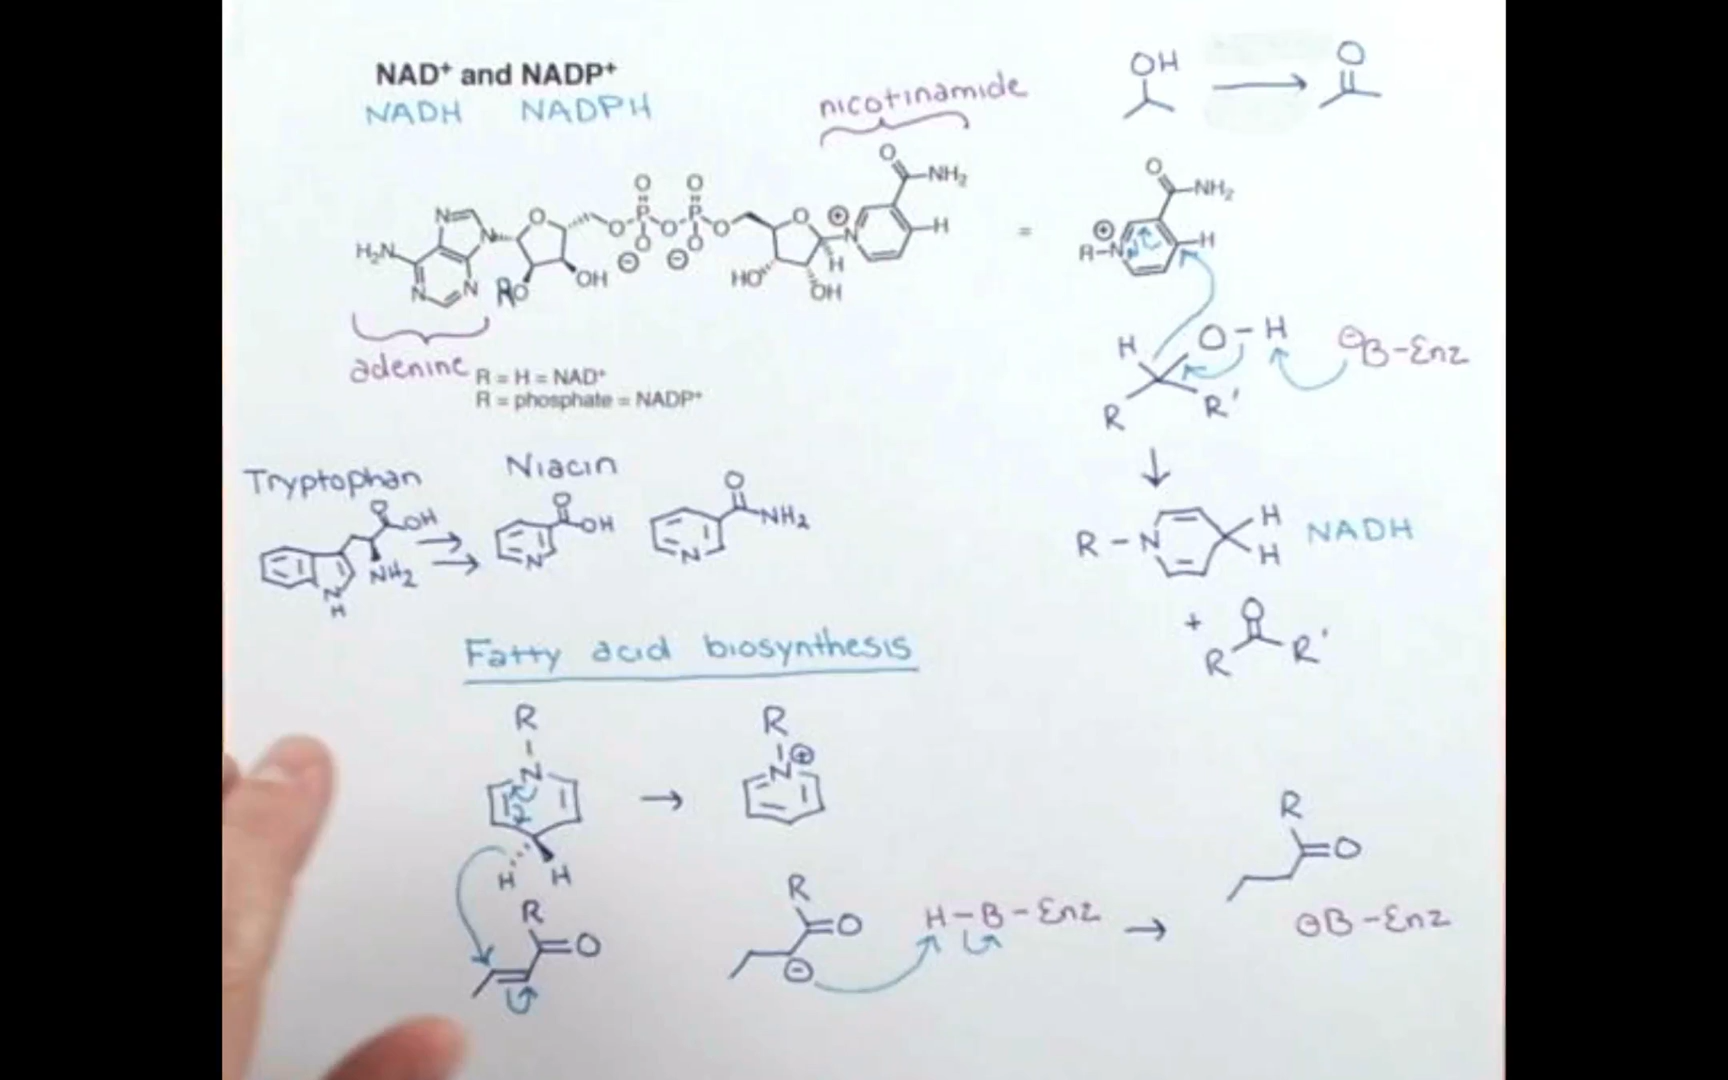 NAD⁺ and NADP⁺
NADH NADPH
nicotinamide
OH
O
O
NH₂
H
N
⊕
N
N
N
N
H₂N
O
O
P
O
P
O
O
O
O
O
⊖
⊖
OH
RO
HO
OH
H
adenine
R = H = NAD⁺
R = phosphate = NADP⁺
=
O
NH₂
⊕
R-N
H
H
O-H
⊖B-Enz
R
R'
Tryptophan
O
OH
NH₂
N
H
Niacin
O
OH
N
O
NH₂
N
R-N
H
H
NADH
+
O
R
R'
Fatty acid biosynthesis
R
N
H
H
R
O
R
N⊕
R
O
⊖
H-B-Enz
R
O
⊖B-Enz